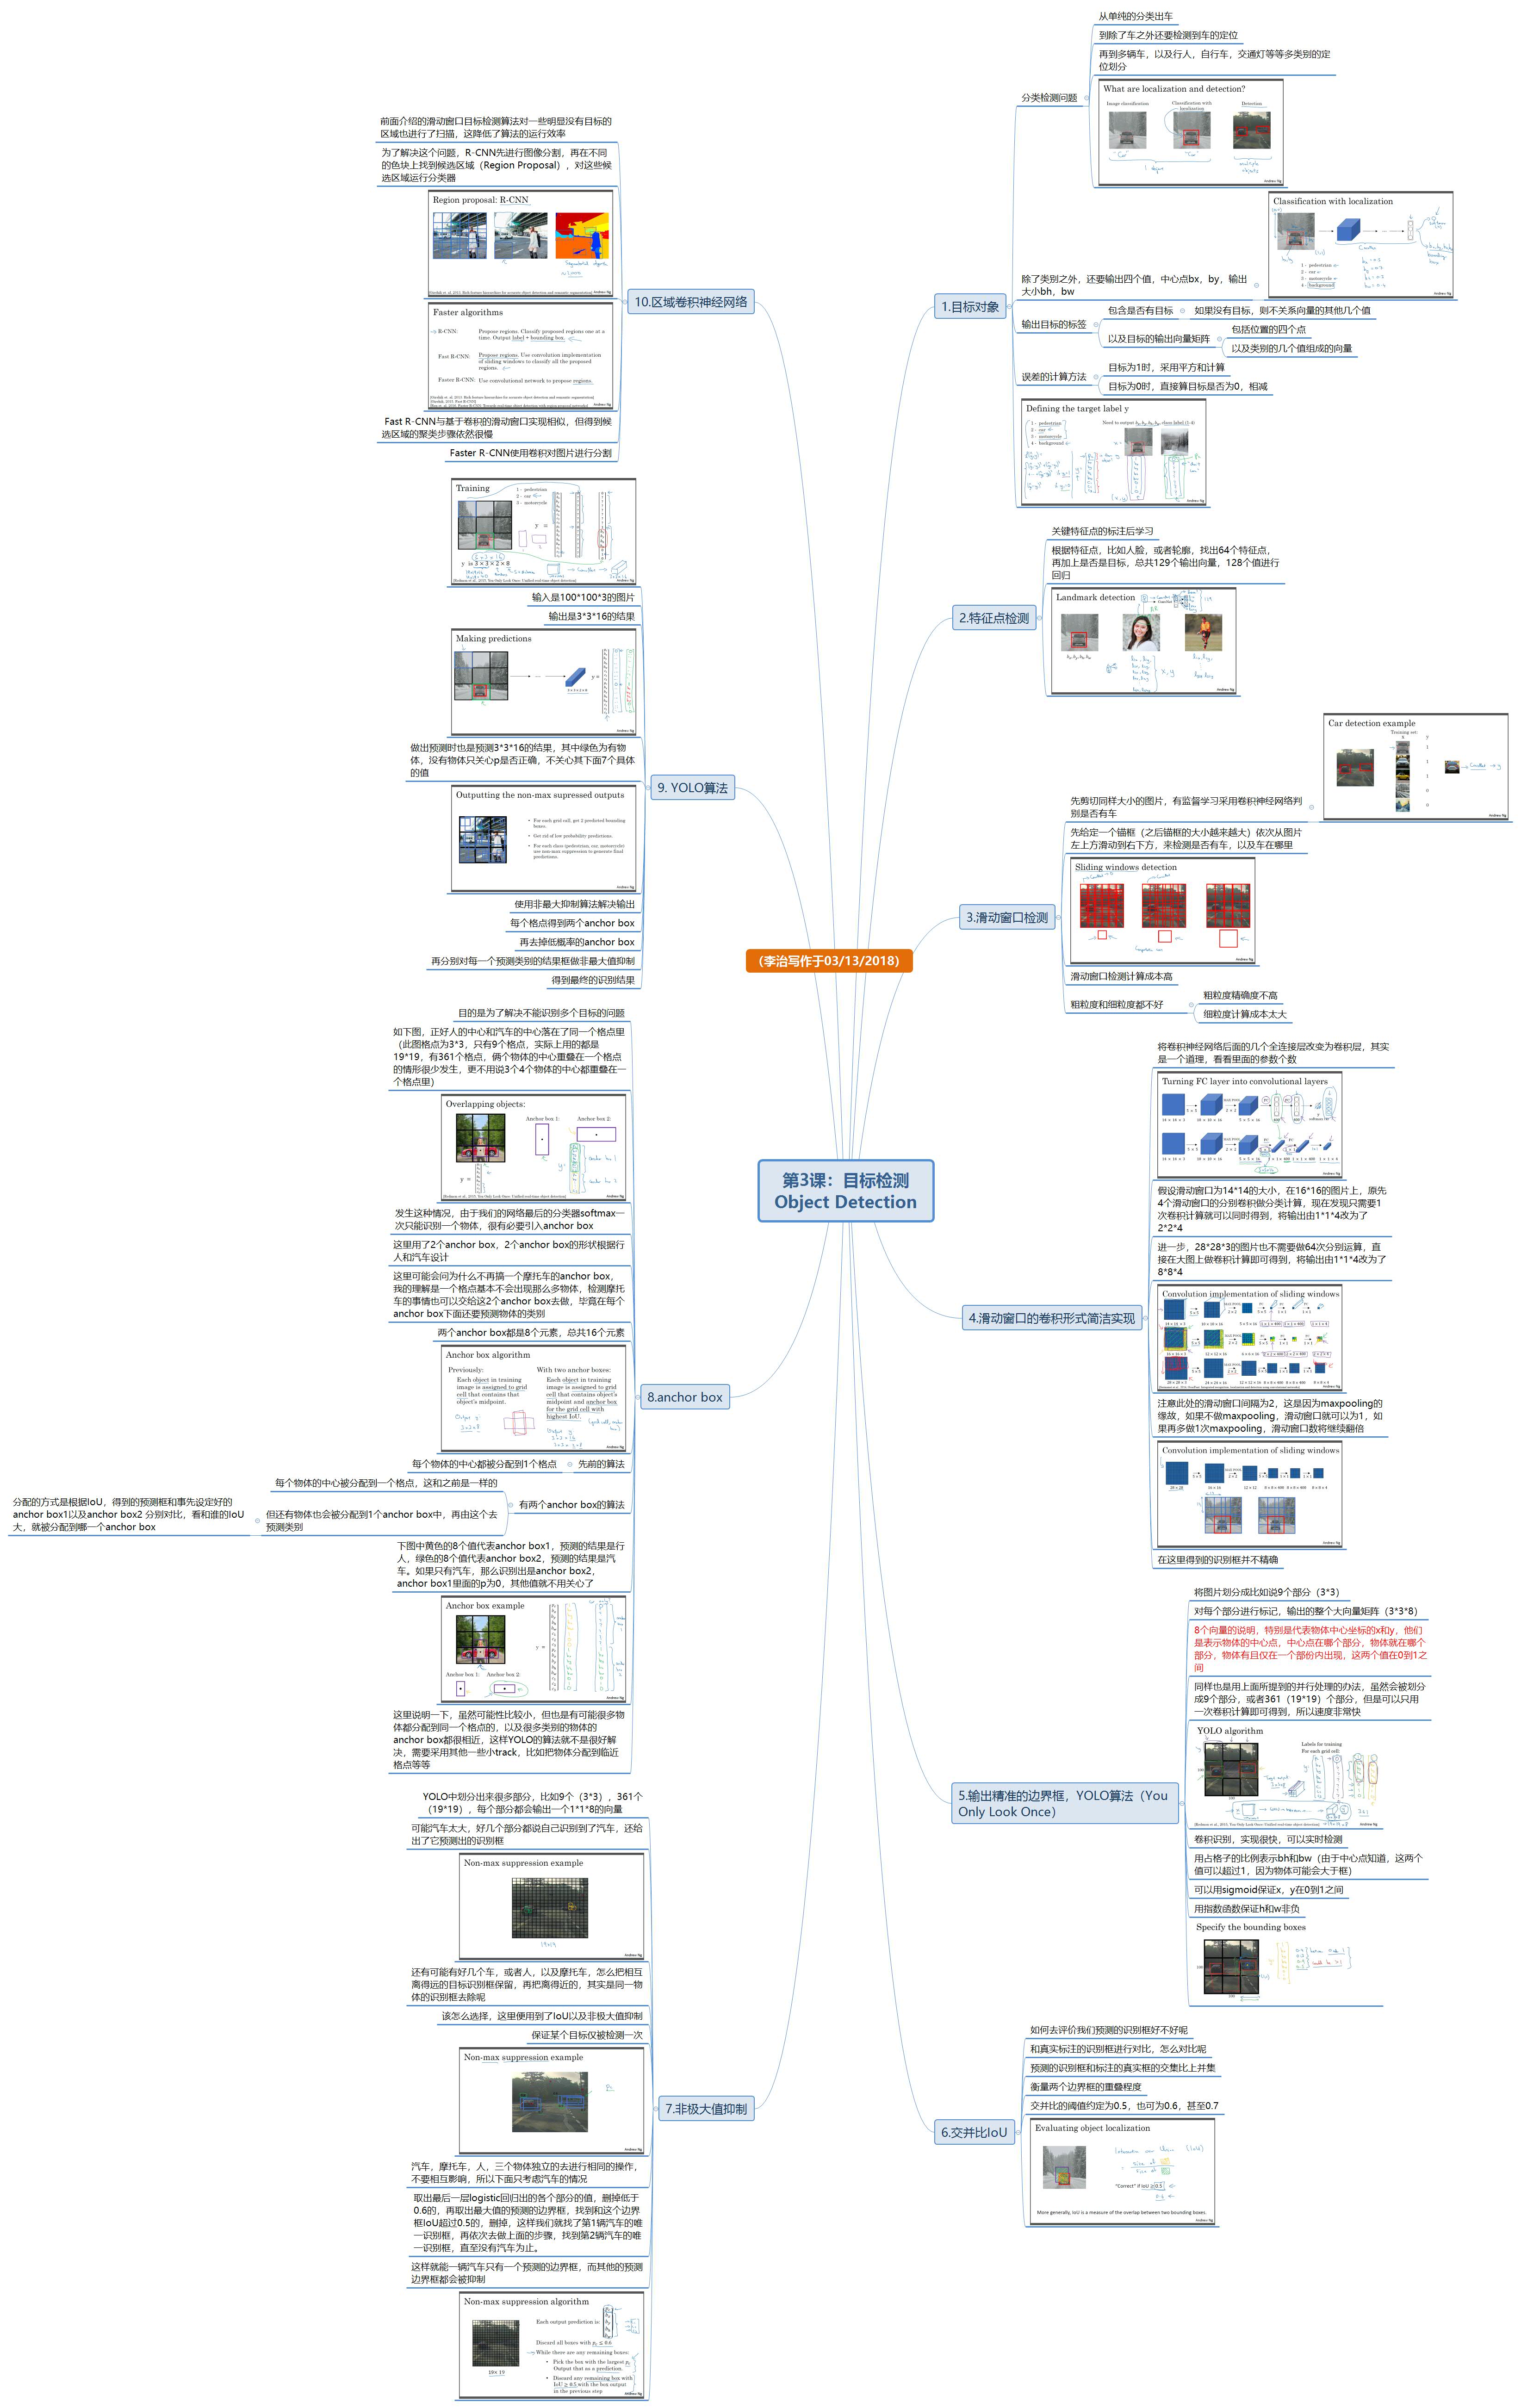 第3课：目标检测
Object Detection
（李治写作于03/13/2018）
1.目标对象
分类检测问题
从单纯的分类出车
到除了车之外还要检测到车的定位
再到多辆车，以及行人，自行车，交通灯等等多类别的定
位划分
What are localization and detection?
Image classification
Classification with
localization
Detection
Andrew Ng
除了类别之外，还要输出四个值，中心点bx，by，输出
大小bh，bw
Classification with localization
1 - pedestrian
2 - car
3 - motorcycle
4 - background
Andrew Ng
输出目标的标签
包含是否有目标
如果没有目标，则不关系向量的其他几个值
以及目标的输出向量矩阵
包括位置的四个点
以及类别的几个值组成的向量
误差的计算方法
目标为1时，采用平方和计算
目标为0时，直接算目标是否为0，相减
Defining the target label y
1 - pedestrian
2 - car
3 - motorcycle
4 - background
Andrew Ng
2.特征点检测
关键特征点的标注后学习
根据特征点，比如人脸，或者轮廓，找出64个特征点，
再加上是否是目标，总共129个输出向量，128个值进行
回归
Landmark detection
Andrew Ng
3.滑动窗口检测
先剪切同样大小的图片，有监督学习采用卷积神经网络判
别是否有车
Car detection example
Training set:
Andrew Ng
先给定一个锚框（之后锚框的大小越来越大）依次从图片
左上方滑动到右下方，来检测是否有车，以及车在哪里
Sliding windows detection
Andrew Ng
滑动窗口检测计算成本高
粗粒度和细粒度都不好
粗粒度精确度不高
细粒度计算成本太大
4.滑动窗口的卷积形式简洁实现
将卷积神经网络后面的几个全连接层改变为卷积层，其实
是一个道理，看看里面的参数个数
Turning FC layer into convolutional layers
Andrew Ng
假设滑动窗口为14*14的大小，在16*16的图片上，原先
4个滑动窗口的分别卷积做分类计算，现在发现只需要1
次卷积计算就可以同时得到，将输出由1*1*4改为了
2*2*4
进一步，28*28*3的图片也不需要做64次分别运算，直
接在大图上做卷积计算即可得到，将输出由1*1*4改为了
8*8*4
Convolution implementation of sliding windows
注意此处的滑动窗口间隔为2，这是因为maxpooling的
缘故，如果不做maxpooling，滑动窗口就可以为1，如
果再多做1次maxpooling，滑动窗口数将继续翻倍
Convolution implementation of sliding windows
Andrew Ng
在这里得到的识别框并不精确
5.输出精准的边界框，YOLO算法（You
Only Look Once）
将图片划分成比如说9个部分（3*3）
对每个部分进行标记，输出的整个大向量矩阵（3*3*8）
8个向量的说明，特别是代表物体中心坐标的x和y，他们
是表示物体的中心点，中心点在哪个部分，物体就在哪个
部分，物体有且仅在一个部份内出现，这两个值在0到1之
间
同样也是用上面所提到的并行处理的办法，虽然会被划分
成9个部分，或者361（19*19）个部分，但是可以只用
一次卷积计算即可得到，所以速度非常快
YOLO algorithm
Labels for training
For each grid cell:
Andrew Ng
卷积识别，实现很快，可以实时检测
用占格子的比例表示bh和bw（由于中心点知道，这两个
值可以超过1，因为物体可能会大于框）
可以用sigmoid保证x，y在0到1之间
用指数函数保证h和w非负
Specify the bounding boxes
6.交并比IoU
如何去评价我们预测的识别框好不好呢
和真实标注的识别框进行对比，怎么对比呢
预测的识别框和标注的真实框的交集比上并集
衡量两个边界框的重叠程度
交并比的阈值约定为0.5，也可为0.6，甚至0.7
Evaluating object localization
"Correct" if IoU ≥ 0.5
More generally, IoU is a measure of the overlap between two bounding boxes.
Andrew Ng
7.非极大值抑制
YOLO中划分出来很多部分，比如9个（3*3），361个
（19*19），每个部分都会输出一个1*1*8的向量
可能汽车太大，好几个部分都说自己识别到了汽车，还给
出了它预测出的识别框
Non-max suppression example
Andrew Ng
还有可能有好几个车，或者人，以及摩托车，怎么把相互
离得远的目标识别框保留，再把离得近的，其实是同一物
体的识别框去除呢
该怎么选择，这里便用到了IoU以及非极大值抑制
保证某个目标仅被检测一次
Non-max suppression example
Andrew Ng
汽车，摩托车，人，三个物体独立的去进行相同的操作，
不要相互影响，所以下面只考虑汽车的情况
取出最后一层logistic回归出的各个部分的值，删掉低于
0.6的，再取出最大值的预测的边界框，找到和这个边界
框IoU超过0.5的，删掉，这样我们就找了第1辆汽车的唯
一识别框，再依次去做上面的步骤，找到第2辆汽车的唯
一识别框，直至没有汽车为止。
这样就能一辆汽车只有一个预测的边界框，而其他的预测
边界框都会被抑制
Non-max suppression algorithm
Each output prediction is:
Discard all boxes with pc ≤ 0.6
While there are any remaining boxes:
• Pick the box with the largest pc
Output that as a prediction.
• Discard any remaining box with
IoU ≥ 0.5 with the box output
in the previous step
19× 19
Andrew Ng
8.anchor box
目的是为了解决不能识别多个目标的问题
如下图，正好人的中心和汽车的中心落在了同一个格点里
（此图格点为3*3，只有9个格点，实际上用的都是
19*19，有361个格点，俩个物体的中心重叠在一个格点
的情形很少发生，更不用说3个4个物体的中心都重叠在一
个格点里）
Overlapping objects:
Anchor box 1:
Anchor box 2:
Andrew Ng
发生这种情况，由于我们的网络最后的分类器softmax一
次只能识别一个物体，很有必要引入anchor box
这里用了2个anchor box，2个anchor box的形状根据行
人和汽车设计
这里可能会问为什么不再搞一个摩托车的anchor box，
我的理解是一个格点基本不会出现那么多物体，检测摩托
车的事情也可以交给这2个anchor box去做，毕竟在每个
anchor box下面还要预测物体的类别
两个anchor box都是8个元素，总共16个元素
Anchor box algorithm
Previously:
Each object in training
image is assigned to grid
cell that contains that
object's midpoint.
With two anchor boxes:
Each object in training
image is assigned to grid
cell that contains object's
midpoint and anchor box
for the grid cell with
highest IoU.
Andrew Ng
先前的算法
每个物体的中心都被分配到1个格点
有两个anchor box的算法
每个物体的中心被分配到一个格点，这和之前是一样的
但还有物体也会被分配到1个anchor box中，再由这个去
预测类别
分配的方式是根据IoU，得到的预测框和事先设定好的
anchor box1以及anchor box2 分别对比，看和谁的IoU
大，就被分配到哪一个anchor box
下图中黄色的8个值代表anchor box1，预测的结果是行
人，绿色的8个值代表anchor box2，预测的结果是汽
车。如果只有汽车，那么识别出是anchor box2，
anchor box1里面的p为0，其他值就不用关心了
Anchor box example
Anchor box 1:
Anchor box 2:
Andrew Ng
这里说明一下，虽然可能性比较小，但也是有可能很多物
体都分配到同一个格点的，以及很多类别的物体的
anchor box都很相近，这样YOLO的算法就不是很好解
决，需要采用其他一些小track，比如把物体分配到临近
格点等等
9. YOLO算法
Training
1 - pedestrian
2 - car
3 - motorcycle
y is 3 × 3 × 2 × 8
Andrew Ng
输入是100*100*3的图片
输出是3*3*16的结果
Making predictions
Andrew Ng
做出预测时也是预测3*3*16的结果，其中绿色为有物
体，没有物体只关心p是否正确，不关心其下面7个具体
的值
Outputting the non-max supressed outputs
• For each grid call, get 2 predicted bounding
boxes.
• Get rid of low probability predictions.
• For each class (pedestrian, car, motorcycle)
use non-max suppression to generate final
predictions.
Andrew Ng
使用非最大抑制算法解决输出
每个格点得到两个anchor box
再去掉低概率的anchor box
再分别对每一个预测类别的结果框做非最大值抑制
得到最终的识别结果
10.区域卷积神经网络
前面介绍的滑动窗口目标检测算法对一些明显没有目标的
区域也进行了扫描，这降低了算法的运行效率
为了解决这个问题，R-CNN先进行图像分割，再在不同
的色块上找到候选区域（Region Proposal），对这些候
选区域运行分类器
Region proposal: R-CNN
Andrew Ng
Faster algorithms
R-CNN:
Propose regions. Classify proposed regions one at a
time. Output label + bounding box.
Fast R-CNN:
Propose regions. Use convolution implementation
of sliding windows to classify all the proposed
regions.
Faster R-CNN: Use convolutional network to propose regions.
Andrew Ng
Fast R-CNN与基于卷积的滑动窗口实现相似，但得到候
选区域的聚类步骤依然很慢
Faster R-CNN使用卷积对图片进行分割